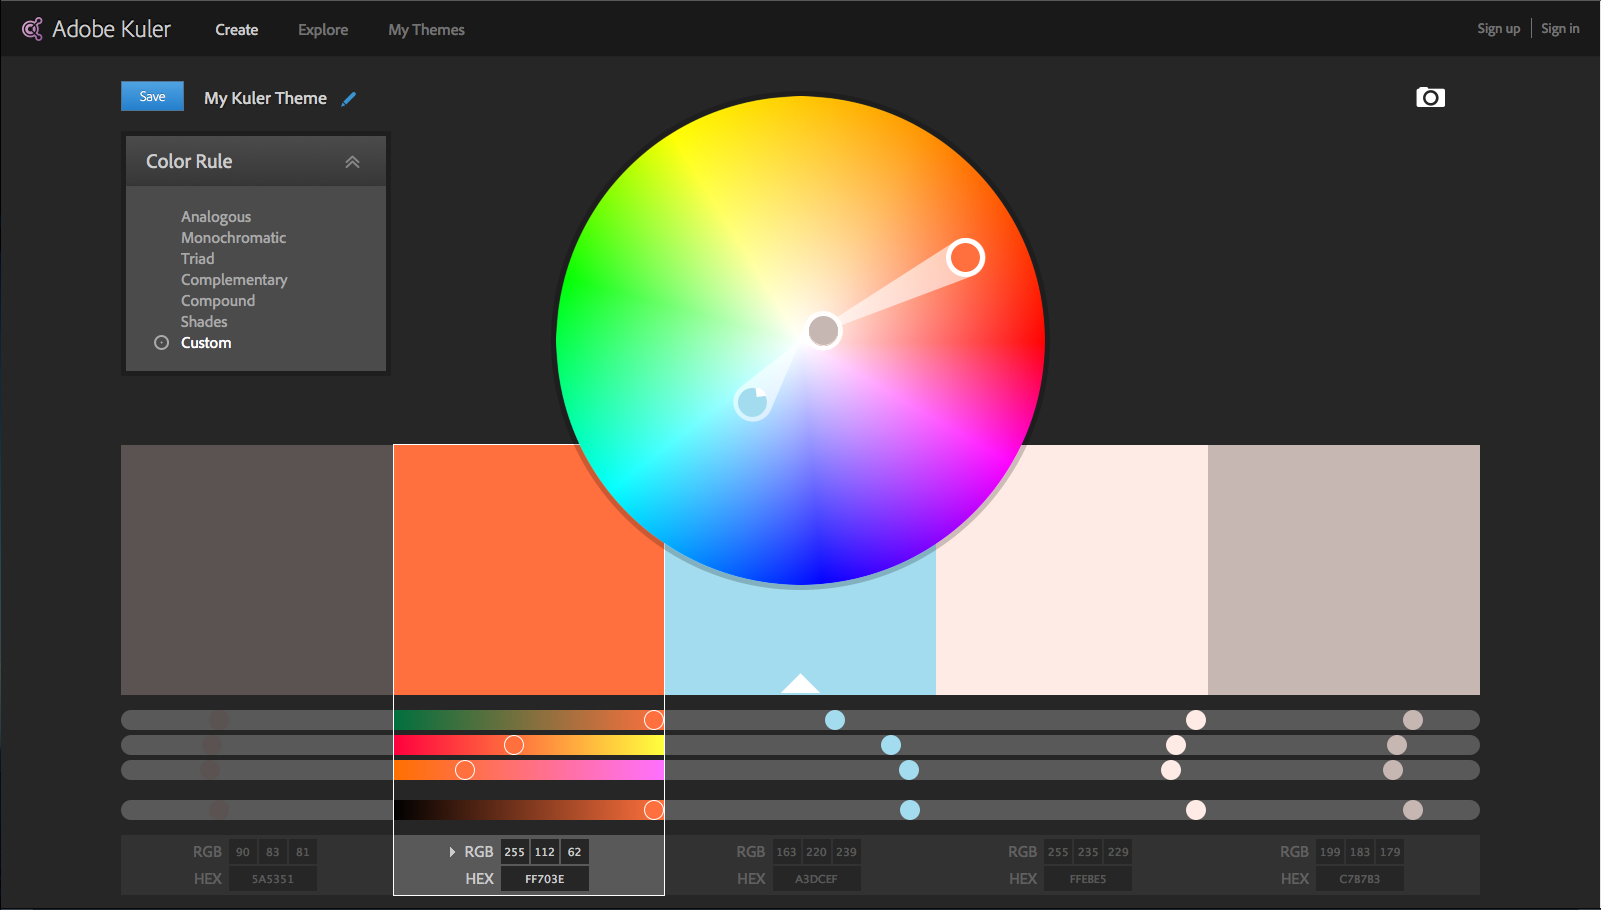 Adobe Kuler Create Explore My Themes Sign up Sign in
Save My Kuler Theme
Color Rule
Analogous
Monochromatic
Triad
Complementary
Compound
Shades
Custom
RGB 90 83 81 RGB 255 112 62 RGB 163 220 239 RGB 255 235 229 RGB 199 183 179
HEX 5A5351 HEX FF703E HEX A3DCEF HEX FFEBE5 HEX C7B7B3